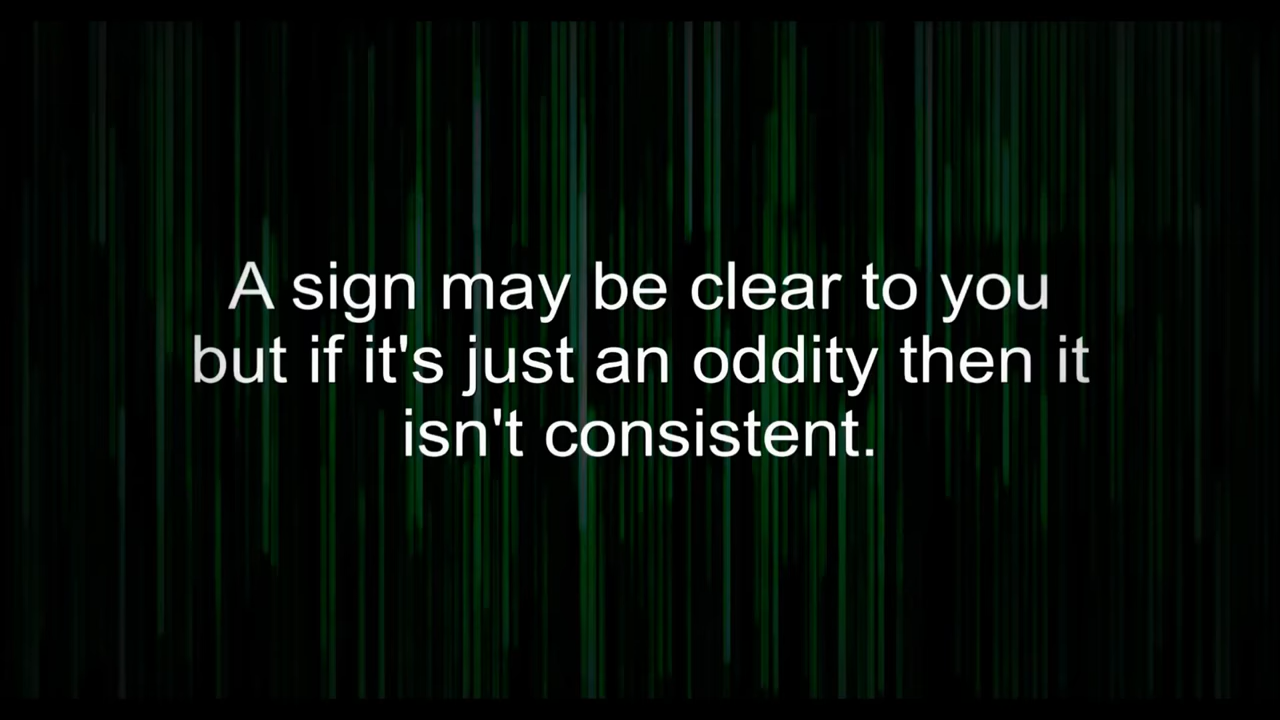 A sign may be clear to you
but if it's just an oddity then it
isn't consistent.